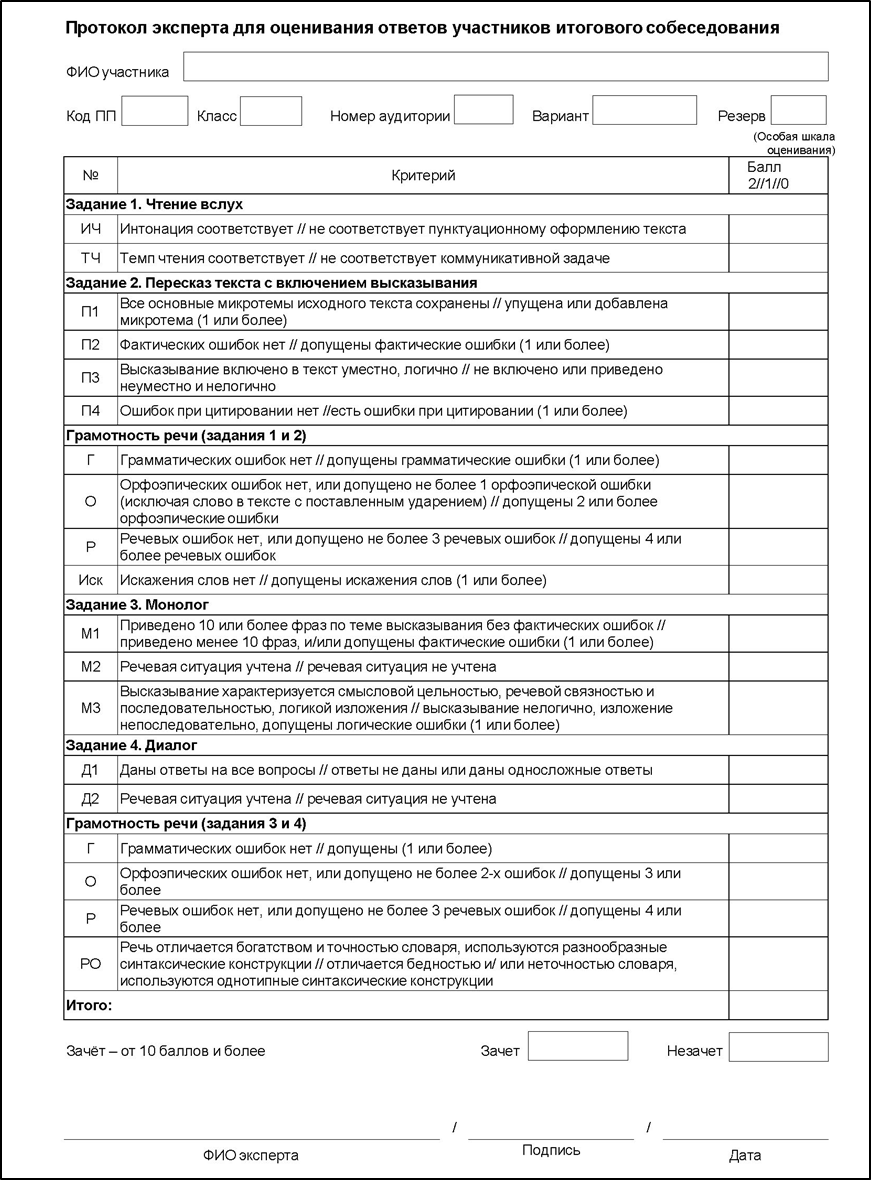 Протокол эксперта для оценивания ответов участников итогового собеседования
ФИО участника
Код ПП Класс Номер аудитории Вариант Резерв
(Особая шкала
оценивания)
№ Критерий Балл
2//1//0
Задание 1. Чтение вслух
ИЧ Интонация соответствует // не соответствует пунктуационному оформлению текста
ТЧ Темп чтения соответствует // не соответствует коммуникативной задаче
Задание 2. Пересказ текста с включением высказывания
П1 Все основные микротемы исходного текста сохранены // упущена или добавлена
микротема (1 или более)
П2 Фактических ошибок нет // допущены фактические ошибки (1 или более)
П3 Высказывание включено в текст уместно, логично // не включено или приведено
неуместно и нелогично
П4 Ошибок при цитировании нет //есть ошибки при цитировании (1 или более)
Грамотность речи (задания 1 и 2)
Г Грамматических ошибок нет // допущены грамматические ошибки (1 или более)
О Орфоэпических ошибок нет, или допущено не более 1 орфоэпической ошибки
(исключая слово в тексте с поставленным ударением) // допущены 2 или более
орфоэпические ошибки
Р Речевых ошибок нет, или допущено не более 3 речевых ошибок // допущены 4 или
более речевых ошибок
Иск Искажения слов нет // допущены искажения слов (1 или более)
Задание 3. Монолог
М1 Приведено 10 или более фраз по теме высказывания без фактических ошибок //
приведено менее 10 фраз, и/или допущены фактические ошибки (1 или более)
М2 Речевая ситуация учтена // речевая ситуация не учтена
М3 Высказывание характеризуется смысловой цельностью, речевой связностью и
последовательностью, логикой изложения // высказывание нелогично, изложение
непоследовательно, допущены логические ошибки (1 или более)
Задание 4. Диалог
Д1 Даны ответы на все вопросы // ответы не даны или даны односложные ответы
Д2 Речевая ситуация учтена // речевая ситуация не учтена
Грамотность речи (задания 3 и 4)
Г Грамматических ошибок нет // допущены (1 или более)
О Орфоэпических ошибок нет, или допущено не более 2-х ошибок // допущены 3 или
более
Р Речевых ошибок нет, или допущено не более 3 речевых ошибок // допущены 4 или
более
РО Речь отличается богатством и точностью словаря, используются разнообразные
синтаксические конструкции // отличается бедностью и/ или неточностью словаря,
используются однотипные синтаксические конструкции
Итого:
Зачёт – от 10 баллов и более Зачет Незачет
/ /
ФИО эксперта Подпись Дата